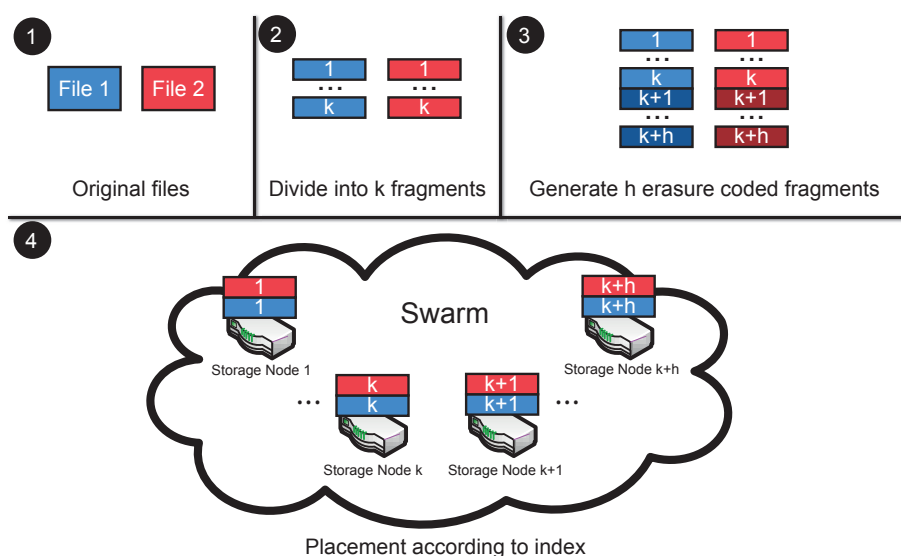 1
File 1 File 2
Original files
2
1 1
... ...
k k
Divide into k fragments
3
1 1
... ...
k k
k+1 k+1
... ...
k+h k+h
Generate h erasure coded fragments
4
Swarm
1
1
Storage Node 1
k+h
k+h
Storage Node k+h
...
k
k
Storage Node k
k+1
k+1
Storage Node k+1
...
Placement according to index